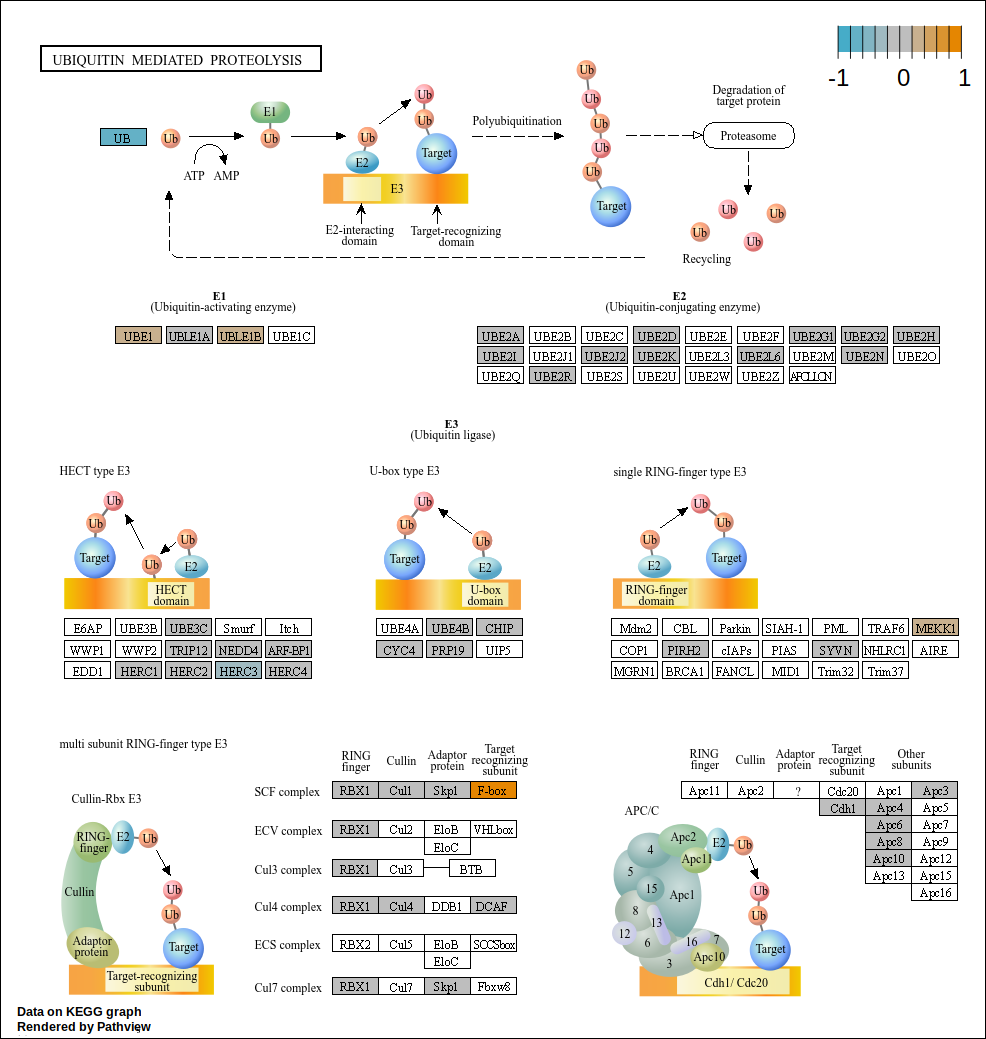 UBIQUITIN MEDIATED PROTEOLYSIS
-1 0 1
UB
Ub
ATP AMP
E1
Ub
Ub
E2
Ub
Ub
Target
E3
E2-interacting
domain
Target-recognizing
domain
Polyubiquitination
Ub
Ub
Ub
Ub
Ub
Target
Degradation of
target protein
Proteasome
Ub
Ub
Ub
Ub
Recycling
E1
(Ubiquitin-activating enzyme)
UBE1 UBLE1A UBLE1B UBE1C
E2
(Ubiquitin-conjugating enzyme)
UBE2A UBE2B UBE2C UBE2D UBE2E UBE2F UBE2G1 UBE2G2 UBE2H
UBE2I UBE2J1 UBE2J2 UBE2K UBE2L3 UBE2L6 UBE2M UBE2N UBE2O
UBE2Q UBE2R UBE2S UBE2U UBE2W UBE2Z AFCLLCN
E3
(Ubiquitin ligase)
HECT type E3
Ub
Ub
Target
Ub
Ub
E2
HECT
domain
E6AP UBE3B UBE3C Smurf Itch
WWP1 WWP2 TRIP12 NEDD4 ARF-BP1
EDD1 HERC1 HERC2 HERC3 HERC4
U-box type E3
Ub
Ub
Target
Ub
E2
U-box
domain
UBE4A UBE4B CHIP
CYC4 PRP19 UIP5
single RING-finger type E3
Ub
E2
Ub
Ub
Target
RING-finger
domain
Mdm2 CBL Parkin SIAH-1 PML TRAF6 MEKK1
COP1 PIRH2 cIAPs PIAS SYVN NHLRC1 AIRE
MGRN1 BRCA1 FANCL MID1 Trim32 Trim37
multi subunit RING-finger type E3
Cullin-Rbx E3
RING-
finger
E2
Ub
Cullin
Ub
Ub
Adaptor
protein
Target
Target-recognizing
subunit
RING
finger
Cullin
Adaptor
protein
Target
recognizing
subunit
SCF complex RBX1 Cul1 Skp1 F-box
ECV complex RBX1 Cul2 EloB VHLbox
EloC
Cul3 complex RBX1 Cul3 BTB
Cul4 complex RBX1 Cul4 DDB1 DCAF
ECS complex RBX2 Cul5 EloB SOCSbox
EloC
Cul7 complex RBX1 Cul7 Skp1 Fbxw8
RING
finger
Cullin
Adaptor
protein
Target
recognizing
subunit
Other
subunits
Apc11 Apc2 ? Cdc20 Apc1 Apc3
Cdh1 Apc4 Apc5
Apc6 Apc7
Apc8 Apc9
Apc10 Apc12
Apc13 Apc15
Apc16
APC/C
Apc2
E2
Ub
4
Apc11
5
15
Apc1
Ub
8
13
Ub
12
6
16
7
3
Apc10
Target
Cdh1/ Cdc20
Data on KEGG graph
Rendered by Pathview